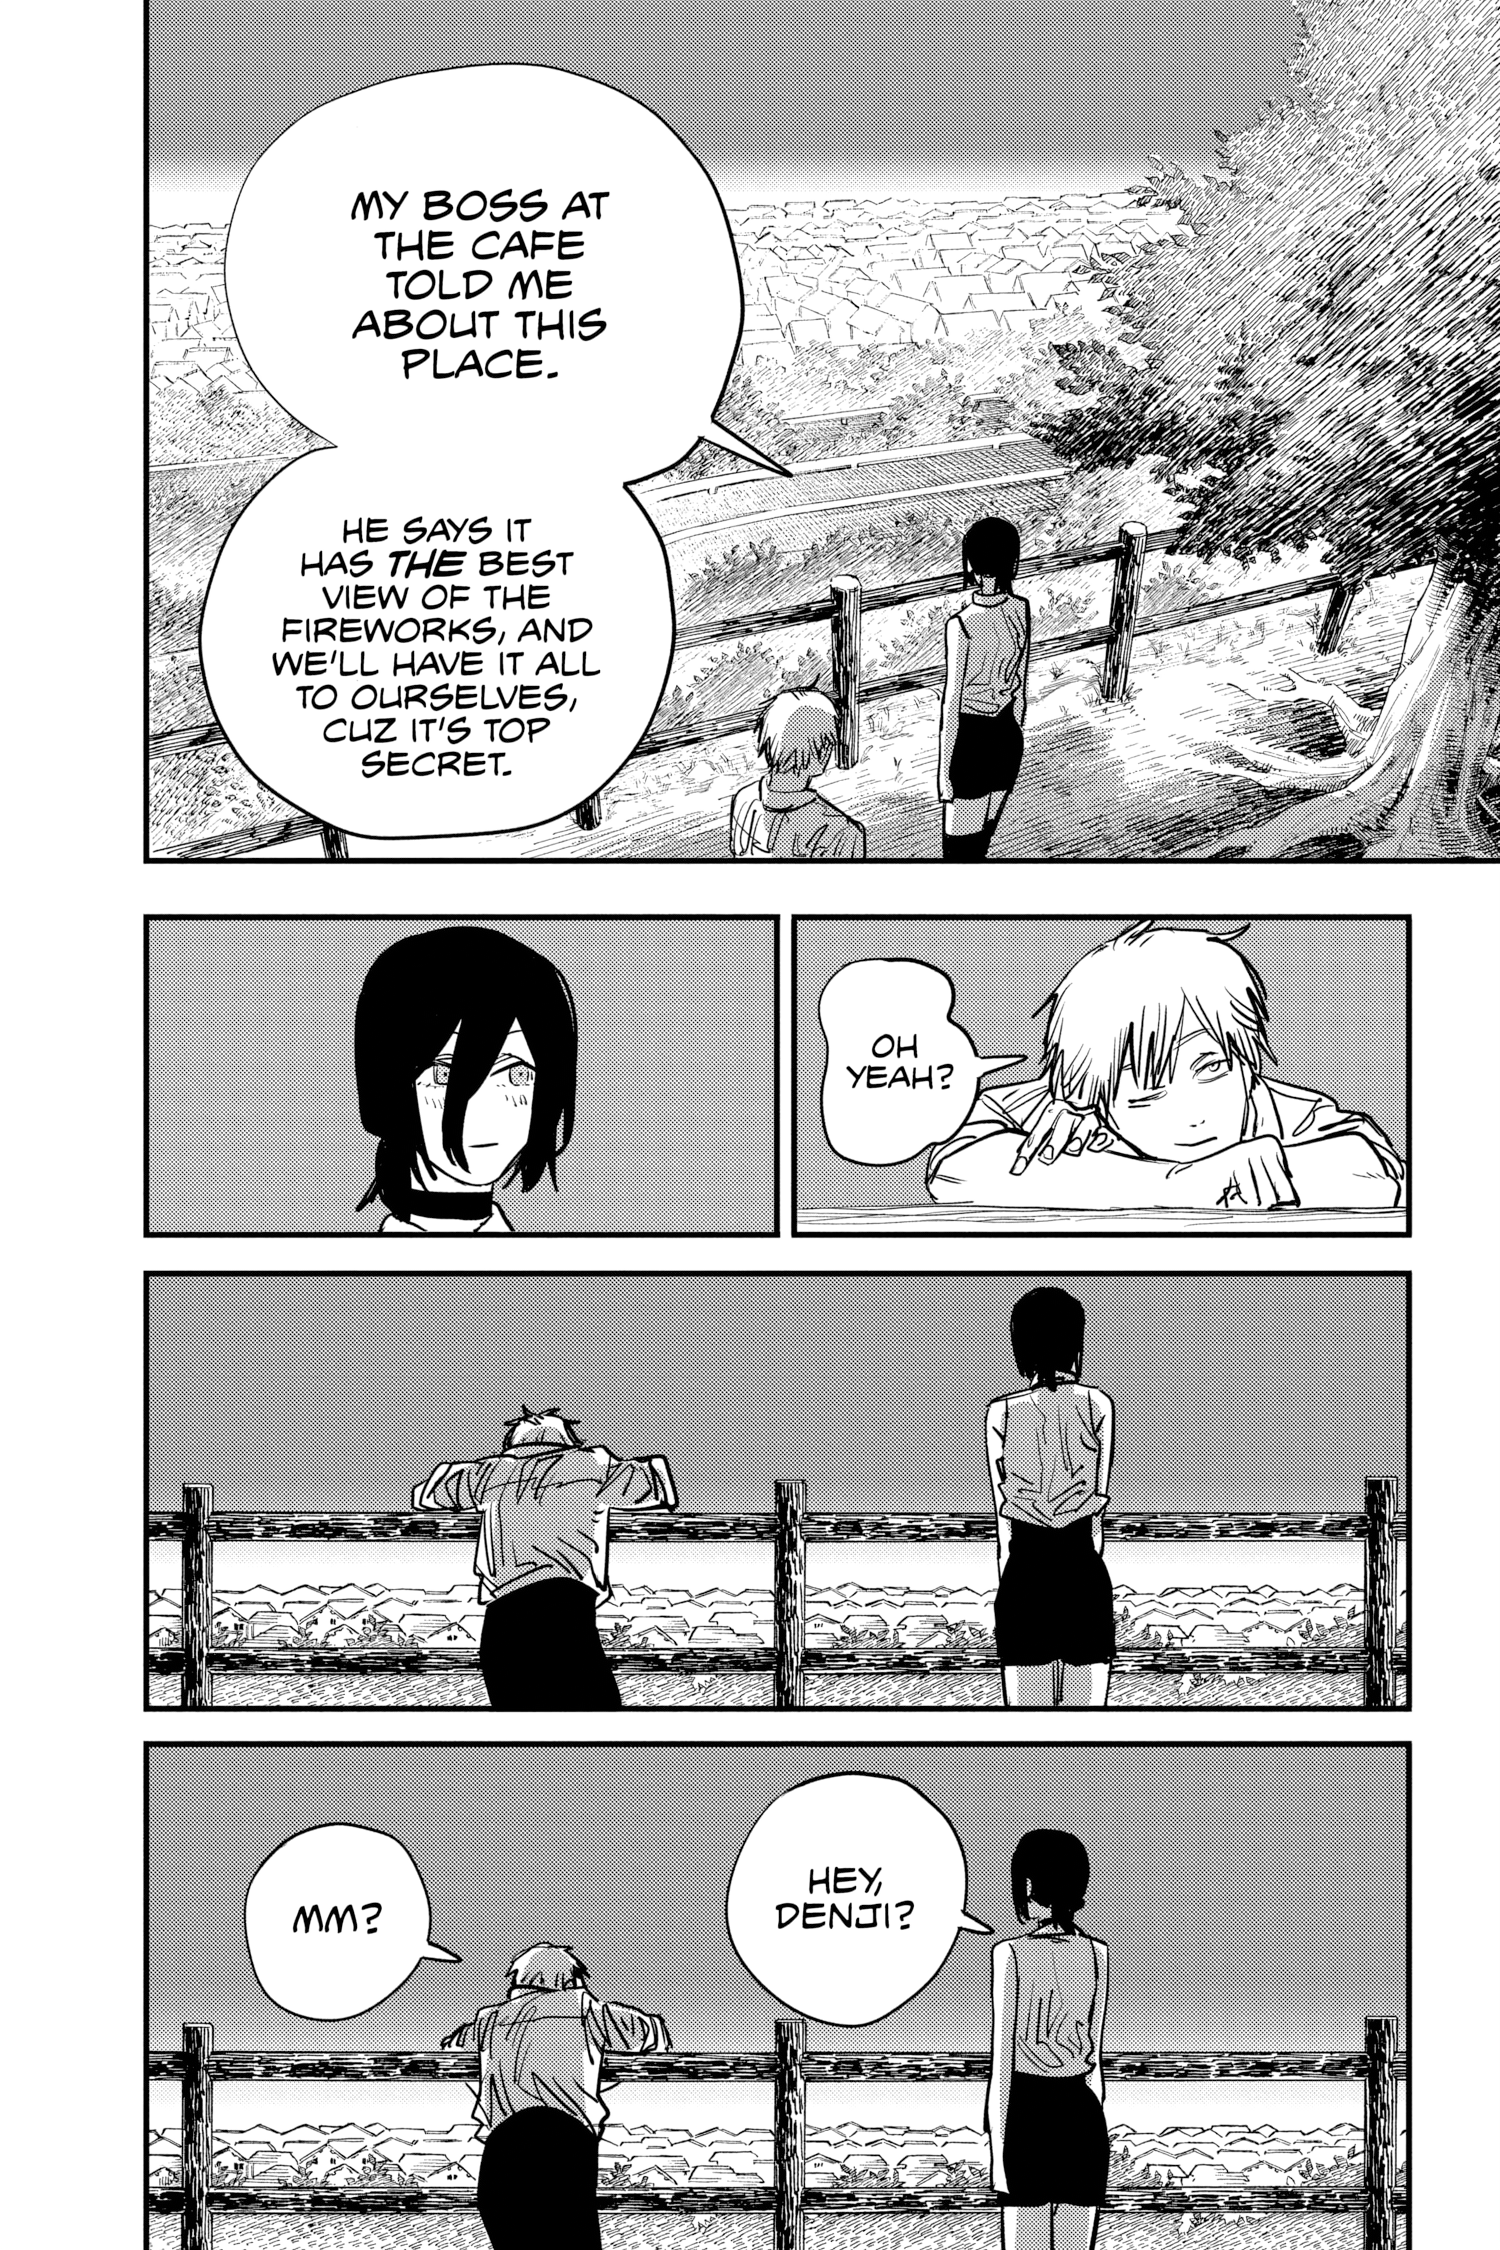 MY BOSS AT
THE CAFE
TOLD ME
ABOUT THIS
PLACE.
HE SAYS IT
HAS THE BEST
VIEW OF THE
FIREWORKS, AND
WE'LL HAVE IT ALL
TO OURSELVES,
CUZ IT'S TOP
SECRET.
OH
YEAH?
HEY,
DENJI?
MM?